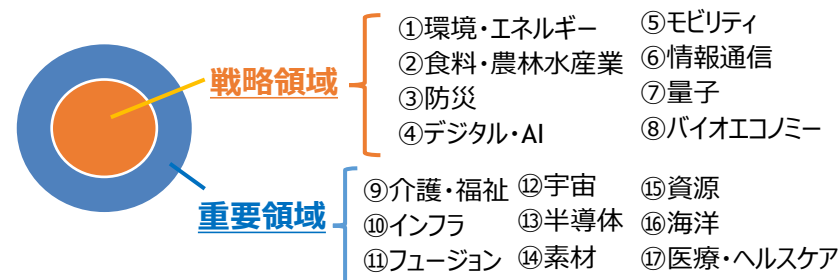 戦略領域
①環境・エネルギー
②食料・農林水産業
③防災
④デジタル・AI
⑤モビリティ
⑥情報通信
⑦量子
⑧バイオエコノミー
重要領域
⑨介護・福祉
⑩インフラ
⑪フュージョン
⑫宇宙
⑬半導体
⑭素材
⑮資源
⑯海洋
⑰医療・ヘルスケア